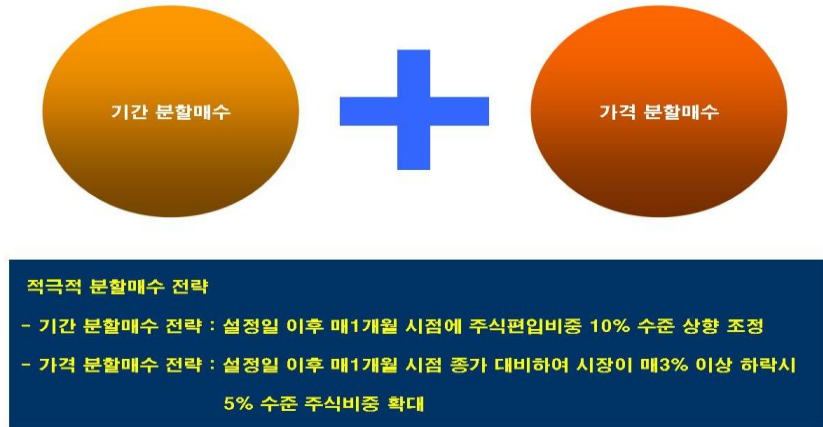 기간 분할매수
가격 분할매수
적극적 분할매수 전략
- 기간 분할매수 전략 : 설정일 이후 매1개월 시점에 주식편입비중 10% 수준 상향 조정
- 가격 분할매수 전략 : 설정일 이후 매1개월 시점 종가 대비하여 시장이 매3% 이상 하락시
5% 수준 주식비중 확대